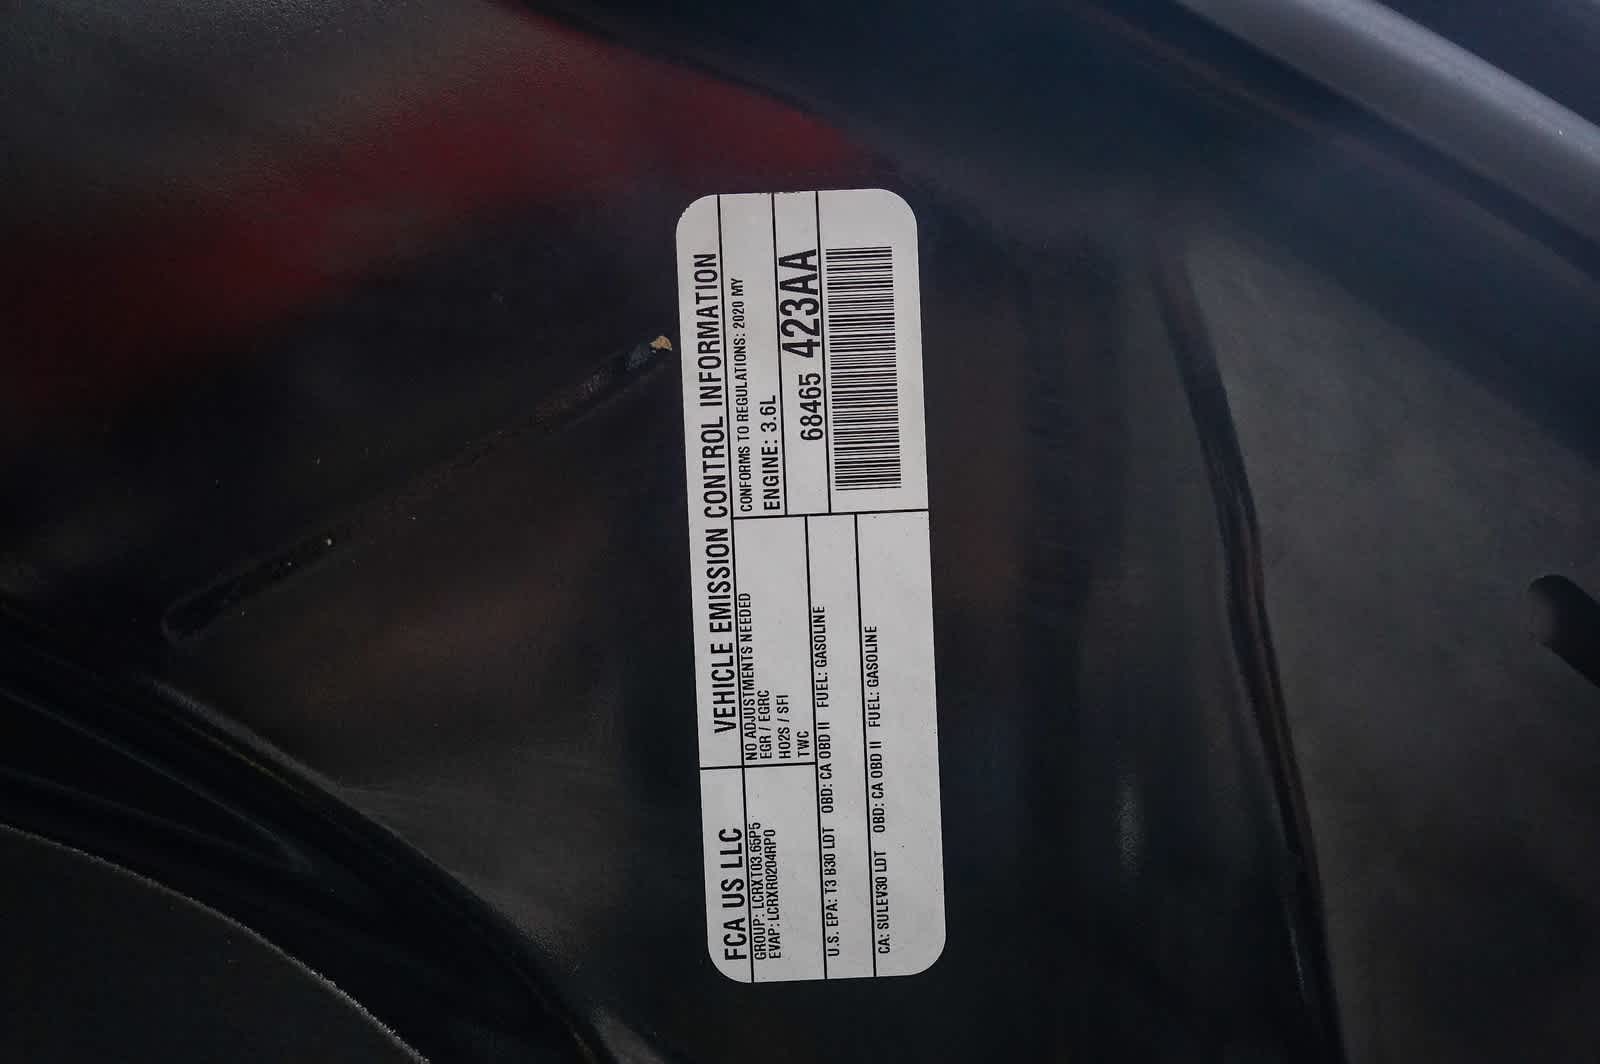 FCA US LLC
VEHICLE EMISSION CONTROL INFORMATION
GROUP: LCRXT03.65P5
EVAP: LCRXR0204RP0
NO ADJUSTMENTS NEEDED
EGR / EGRC
HO2S / SFI
TWC
CONFORMS TO REGULATIONS: 2020 MY
ENGINE: 3.6L
68465 423AA
U.S. EPA: T3 B30 LDT OBD: CA OBD II FUEL: GASOLINE
CA: SULEV30 LDT OBD: CA OBD II FUEL: GASOLINE